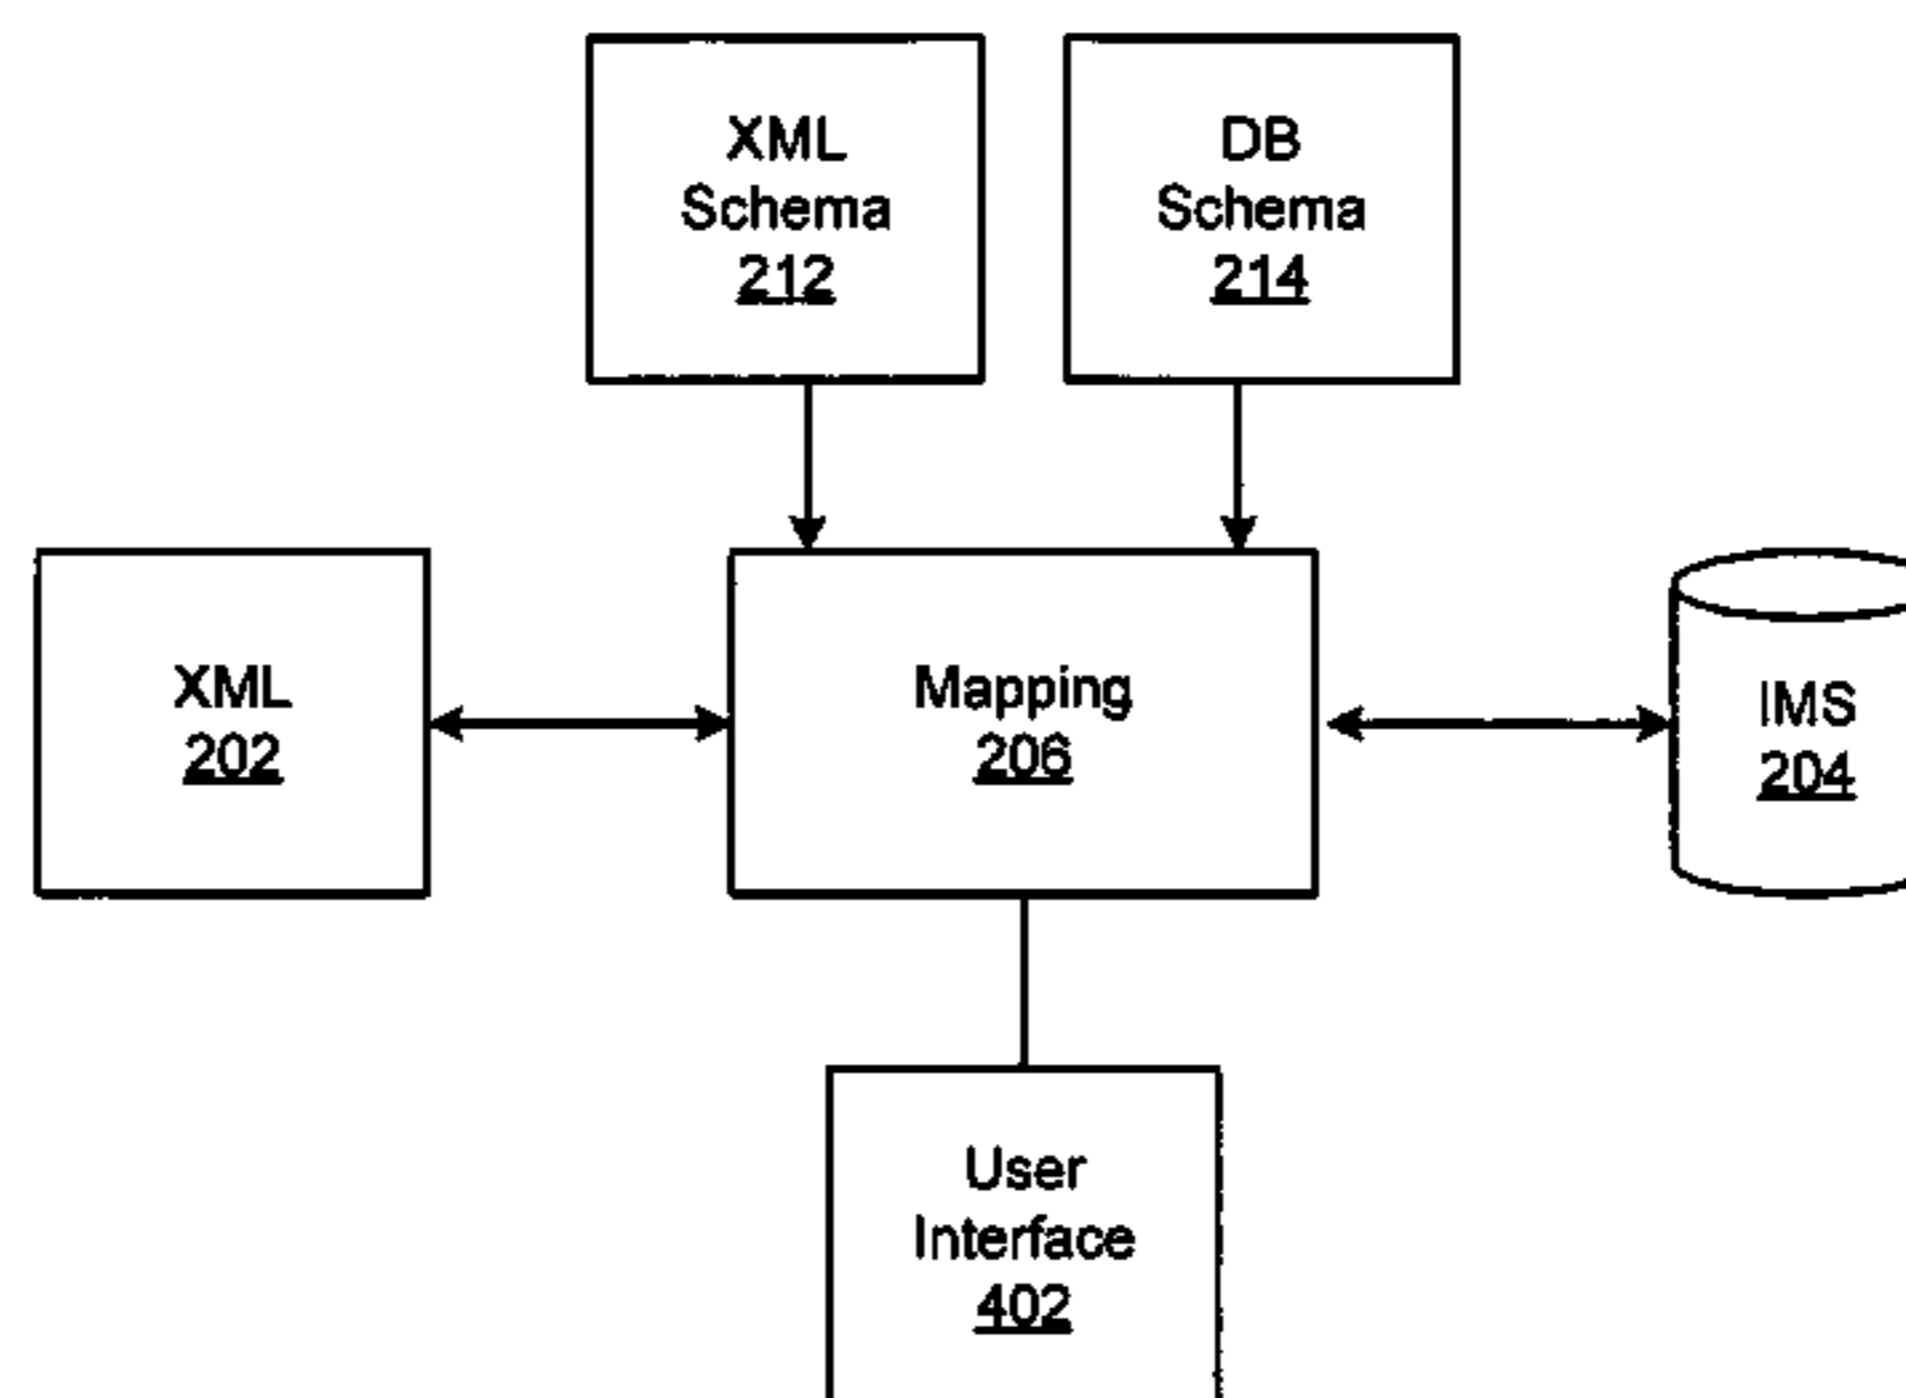 XML
Schema
212
DB
Schema
214
XML
202
Mapping
206
IMS
204
User
Interface
402